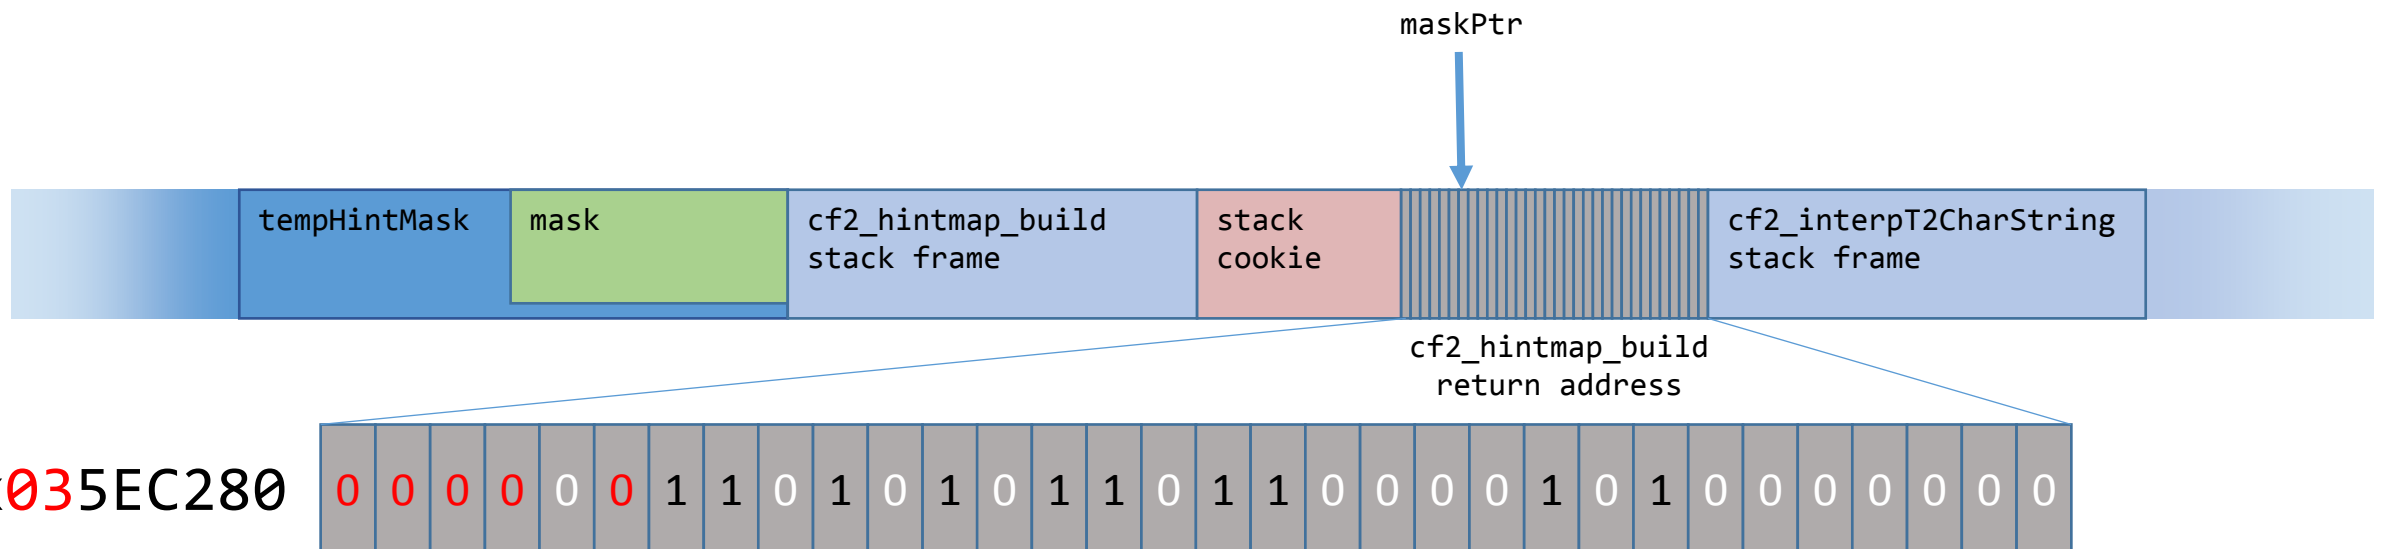 maskPtr
tempHintMask
mask
cf2_hintmap_build
stack frame
stack
cookie
cf2_interpT2CharString
stack frame
cf2_hintmap_build
return address
x035EC280
0 0 0 0 0 0 1 1 0 1 0 1 0 1 1 0 1 1 0 0 0 0 1 0 1 0 0 0 0 0 0 0